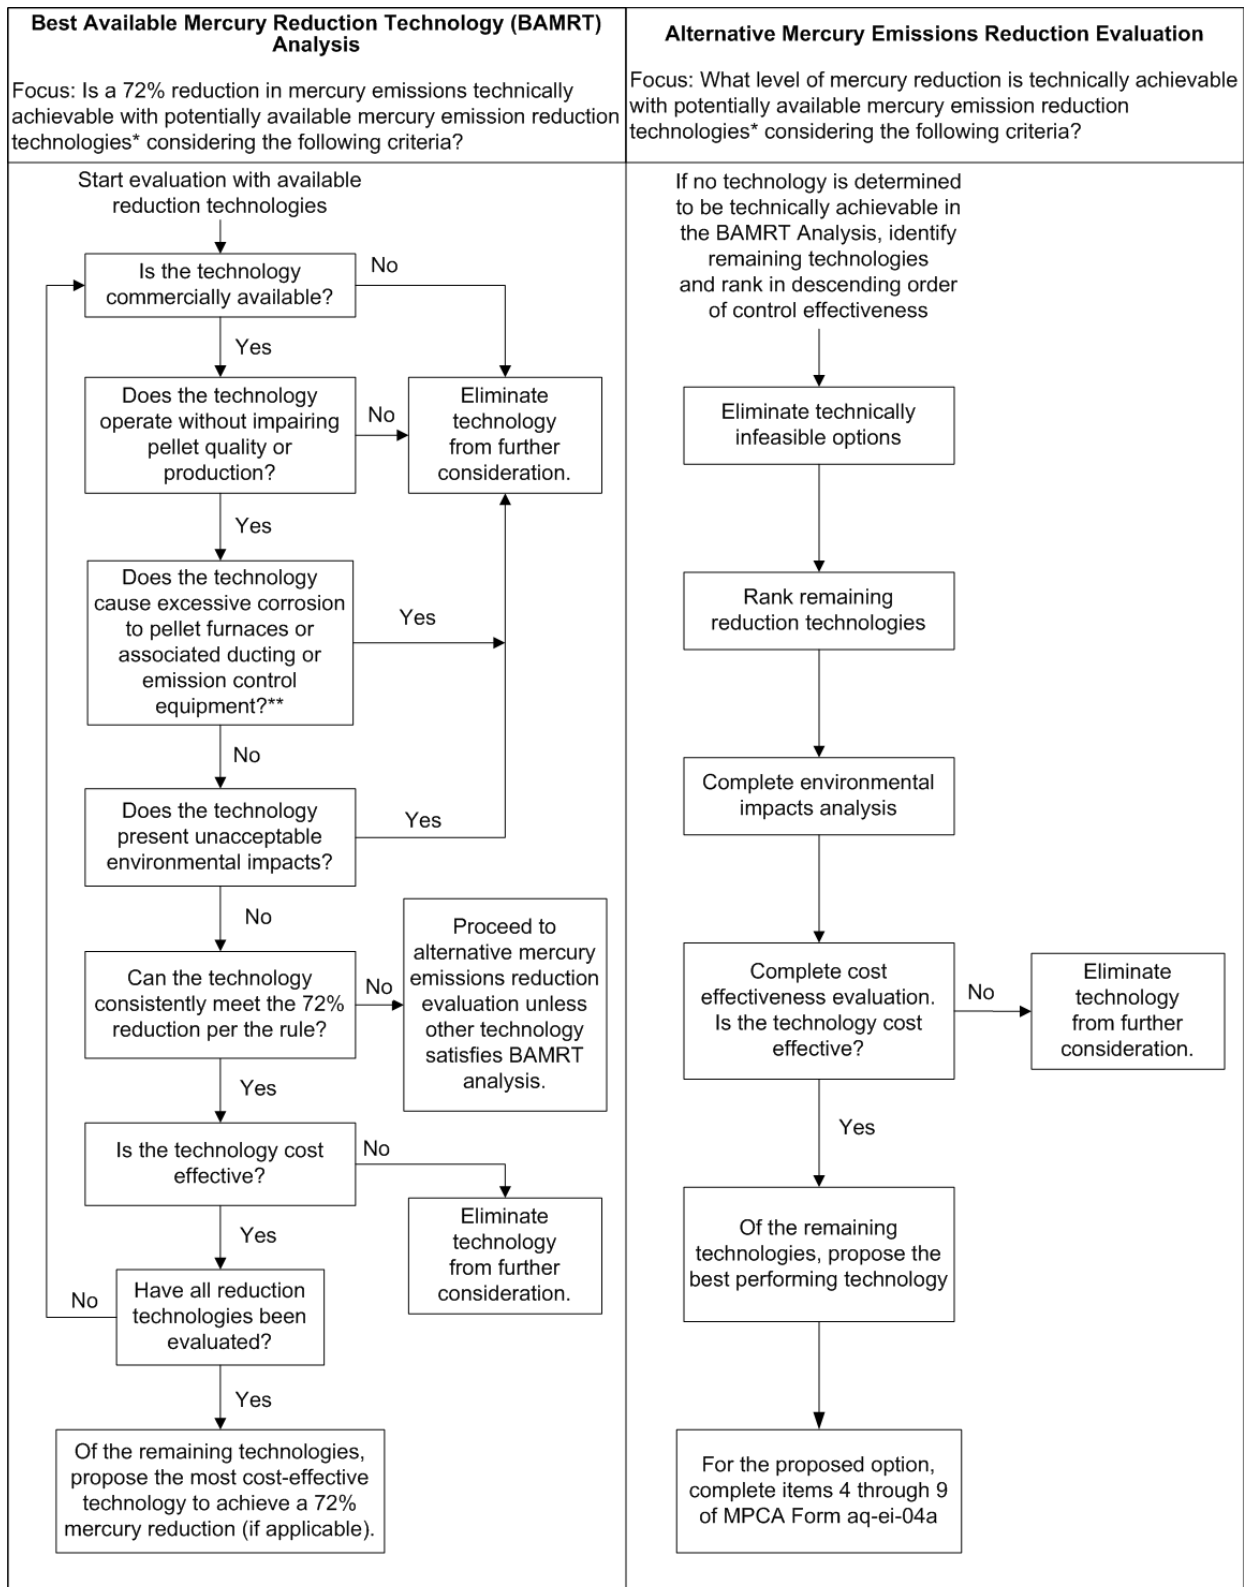 Best Available Mercury Reduction Technology (BAMRT)
Analysis
Focus: Is a 72% reduction in mercury emissions technically
achievable with potentially available mercury emission reduction
technologies* considering the following criteria?
Start evaluation with available
reduction technologies
Is the technology
commercially available?
No
Yes
Does the technology
operate without impairing
pellet quality or
production?
No
Eliminate
technology
from further
consideration.
Yes
Does the technology
cause excessive corrosion
to pellet furnaces or
associated ducting or
emission control
equipment?**
Yes
No
Does the technology
present unacceptable
environmental impacts?
Yes
No
Can the technology
consistently meet the 72%
reduction per the rule?
No
Proceed to
alternative mercury
emissions reduction
evaluation unless
other technology
satisfies BAMRT
analysis.
Yes
Is the technology cost
effective?
No
Eliminate
technology
from further
consideration.
Yes
Have all reduction
technologies been
evaluated?
No
Yes
Of the remaining technologies,
propose the most cost-effective
technology to achieve a 72%
mercury reduction (if applicable).
Alternative Mercury Emissions Reduction Evaluation
Focus: What level of mercury reduction is technically achievable
with potentially available mercury emission reduction
technologies* considering the following criteria?
If no technology is determined
to be technically achievable in
the BAMRT Analysis, identify
remaining technologies
and rank in descending order
of control effectiveness
Eliminate technically
infeasible options
Rank remaining
reduction technologies
Complete environmental
impacts analysis
Complete cost
effectiveness evaluation.
Is the technology cost
effective?
No
Eliminate
technology
from further
consideration.
Yes
Of the remaining
technologies, propose the
best performing technology
For the proposed option,
complete items 4 through 9
of MPCA Form aq-ei-04a